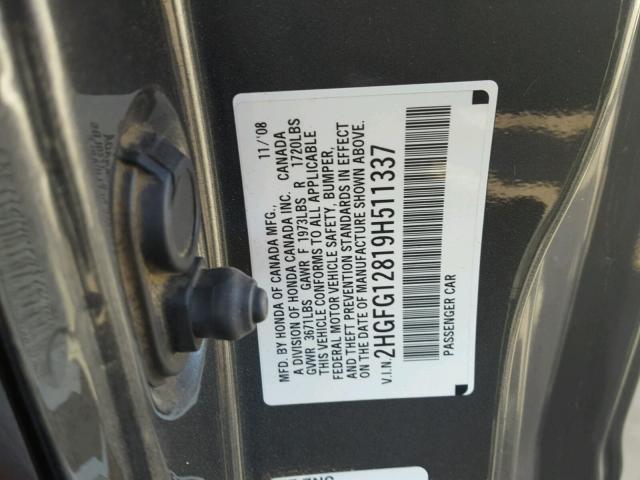 MFD. BY HONDA OF CANADA MFG., 11/'08
A DIVISION OF HONDA CANADA INC. CANADA
GVWR 3671LBS GAWR F 1973LBS R 1720LBS
THIS VEHICLE CONFORMS TO ALL APPLICABLE
FEDERAL MOTOR VEHICLE SAFETY, BUMPER,
AND THEFT PREVENTION STANDARDS IN EFFECT
ON THE DATE OF MANUFACTURE SHOWN ABOVE.
V.I.N. 2HGFG12819H511337
PASSENGER CAR